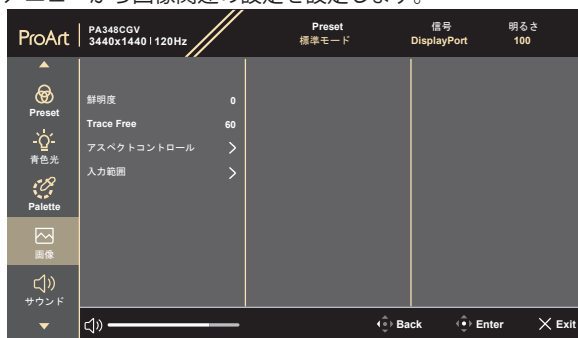 メニューから画像関連の設定を設定します。
ProArt
PA348CGV
3440x1440 120Hz
Preset
標準モード
信号
DisplayPort
明るさ
100
Preset
青色光
Palette
画像
サウンド
鮮明度 0
Trace Free 60
アスペクトコントロール
入力範囲
Back
Enter
Exit